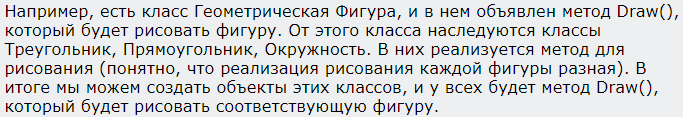 Например, есть класс Геометрическая Фигура, и в нем объявлен метод Draw(),
который будет рисовать фигуру. От этого класса наследуются классы
Треугольник, Прямоугольник, Окружность. В них реализуется метод для
рисования (понятно, что реализация рисования каждой фигуры разная). В
итоге мы можем создать объекты этих классов, и у всех будет метод Draw(),
который будет рисовать соответствующую фигуру.